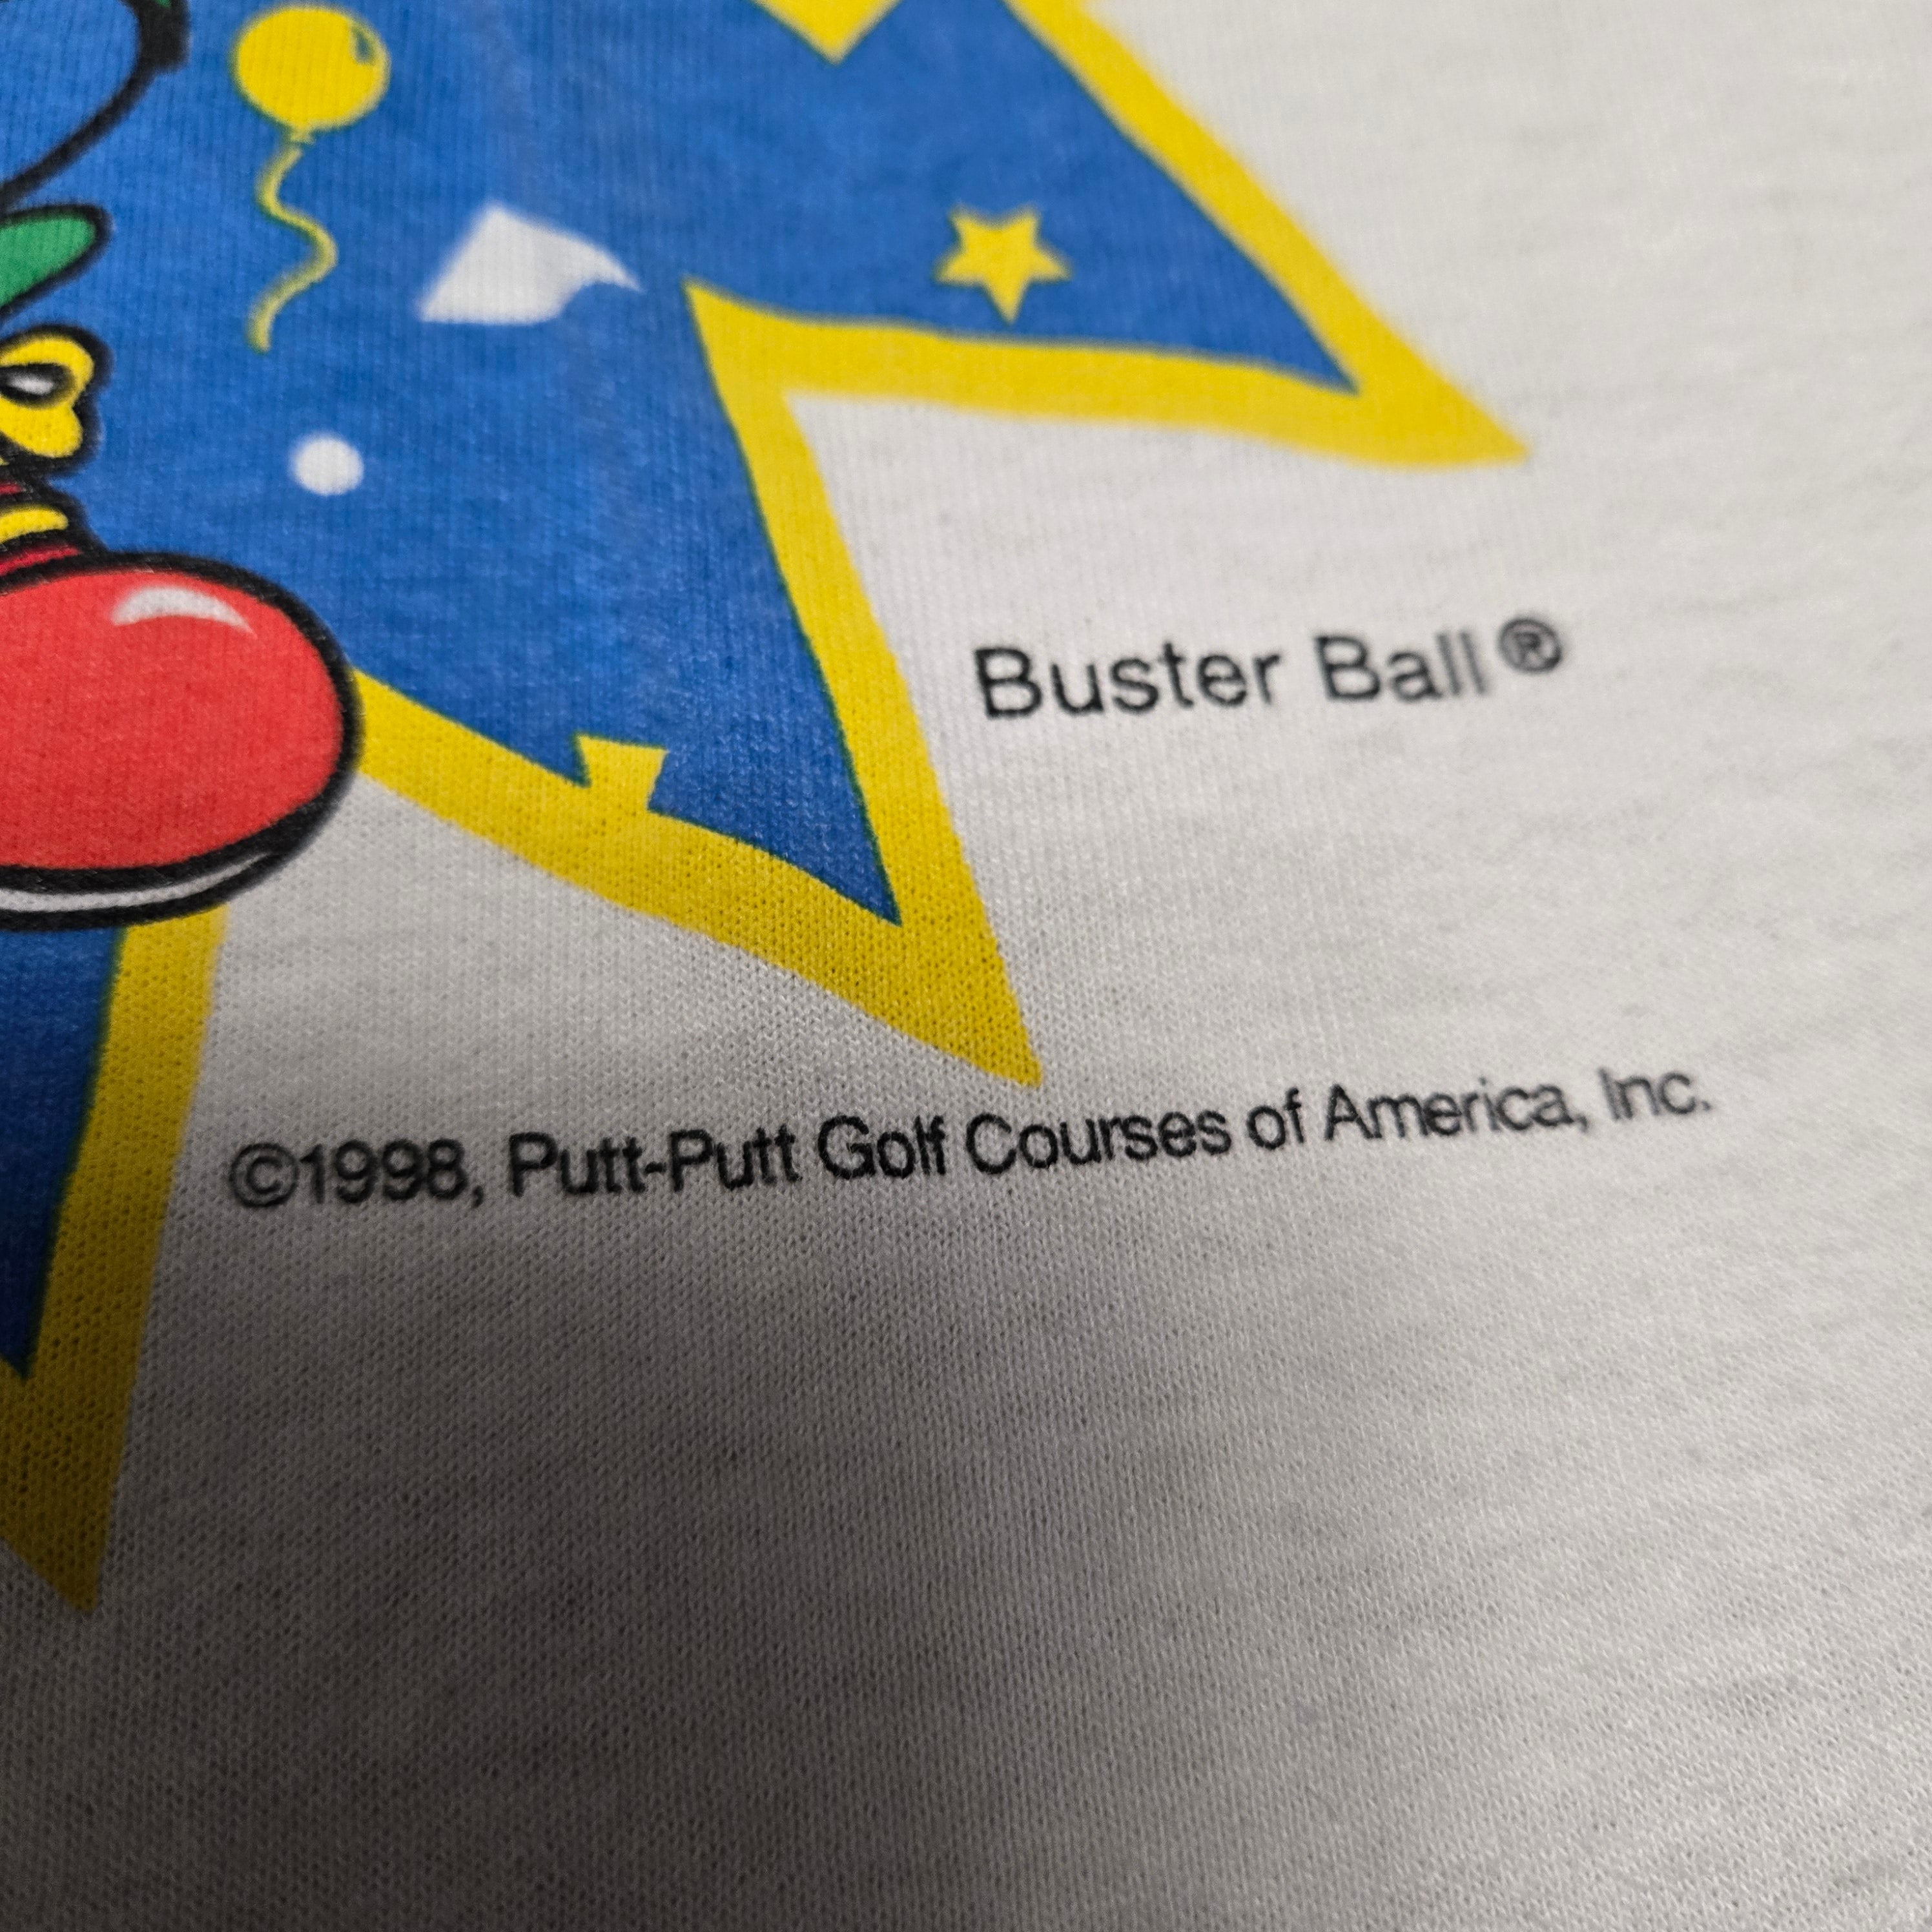 Buster Ball®
©1998, Putt-Putt Golf Courses of America, Inc.